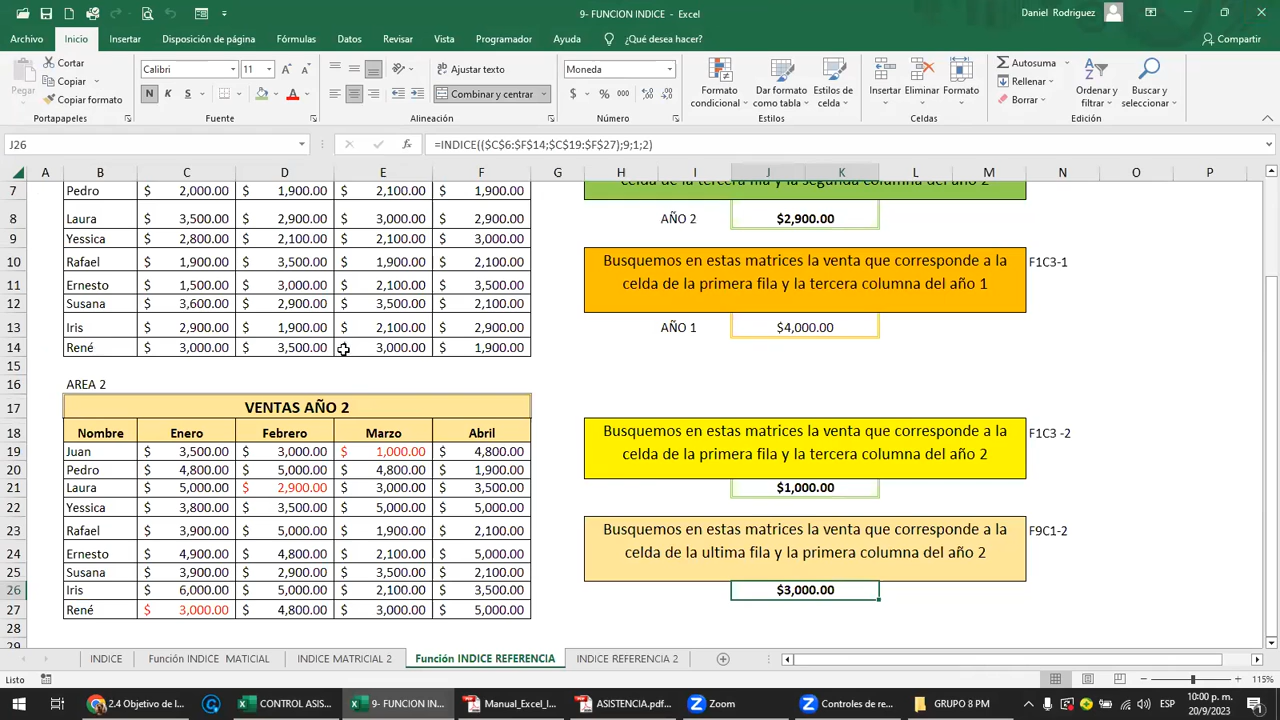 9- FUNCION INDICE - Excel
Daniel Rodriguez
Archivo Inicio Insertar Disposición de página Fórmulas Datos Revisar Vista Programador Ayuda ¿Qué desea hacer? Compartir
Pegar
Cortar
Copiar
Copiar formato
Calibri 11
N K S
Ajustar texto
Combinar y centrar
Moneda
$ % 000
Formato condicional
Dar formato como tabla
Estilos de celda
Insertar Eliminar Formato
Autosuma
Rellenar
Borrar
Ordenar y filtrar
Buscar y seleccionar
Portapapeles Fuente Alineación Número Estilos Celdas Edición
J26 fx =INDICE(($C$6:$F$14;$C$19:$F$27);9;1;2)
A B C D E F G H I J K L M N O P
7 Pedro $ 2,000.00 $ 1,900.00 $ 2,100.00 $ 1,900.00
celda de la tercera fila y la segunda columna del año 2
8 Laura $ 3,500.00 $ 2,900.00 $ 3,000.00 $ 2,900.00 AÑO 2 $2,900.00
9 Yessica $ 2,800.00 $ 2,100.00 $ 2,100.00 $ 3,000.00
10 Rafael $ 1,900.00 $ 3,500.00 $ 1,900.00 $ 2,100.00
Busquemos en estas matrices la venta que corresponde a la F1C3-1
celda de la primera fila y la tercera columna del año 1
11 Ernesto $ 1,500.00 $ 3,000.00 $ 2,100.00 $ 3,500.00
12 Susana $ 3,600.00 $ 2,900.00 $ 3,500.00 $ 2,100.00
13 Iris $ 2,900.00 $ 1,900.00 $ 2,100.00 $ 2,900.00 AÑO 1 $4,000.00
14 René $ 3,000.00 $ 3,500.00 $ 3,000.00 $ 1,900.00
15
16 AREA 2
17 VENTAS AÑO 2
18 Nombre Enero Febrero Marzo Abril
Busquemos en estas matrices la venta que corresponde a la F1C3 -2
celda de la primera fila y la tercera columna del año 2
19 Juan $ 3,500.00 $ 3,000.00 $ 1,000.00 $ 4,800.00
20 Pedro $ 4,800.00 $ 5,000.00 $ 4,800.00 $ 1,900.00
21 Laura $ 5,000.00 $ 2,900.00 $ 3,000.00 $ 3,500.00 $1,000.00
22 Yessica $ 3,800.00 $ 3,500.00 $ 5,000.00 $ 5,000.00
23 Rafael $ 3,900.00 $ 5,000.00 $ 1,900.00 $ 2,100.00
Busquemos en estas matrices la venta que corresponde a la F9C1-2
celda de la ultima fila y la primera columna del año 2
24 Ernesto $ 4,900.00 $ 4,800.00 $ 2,100.00 $ 5,000.00
25 Susana $ 3,900.00 $ 2,900.00 $ 3,500.00 $ 2,100.00
26 Iris $ 6,000.00 $ 5,000.00 $ 2,100.00 $ 3,500.00 $3,000.00
27 René $ 3,000.00 $ 4,800.00 $ 3,000.00 $ 5,000.00
28
29
INDICE Función INDICE MATICIAL INDICE MATRICIAL 2 Función INDICE REFERENCIA INDICE REFERENCIA 2
Listo 115%
2.4 Objetivo de l... CONTROL ASIS... 9- FUNCION IN... Manual_Excel_I... ASISTENCIA.pdf... Zoom Controles de re... GRUPO 8 PM ESP 10:00 p. m.
20/9/2023